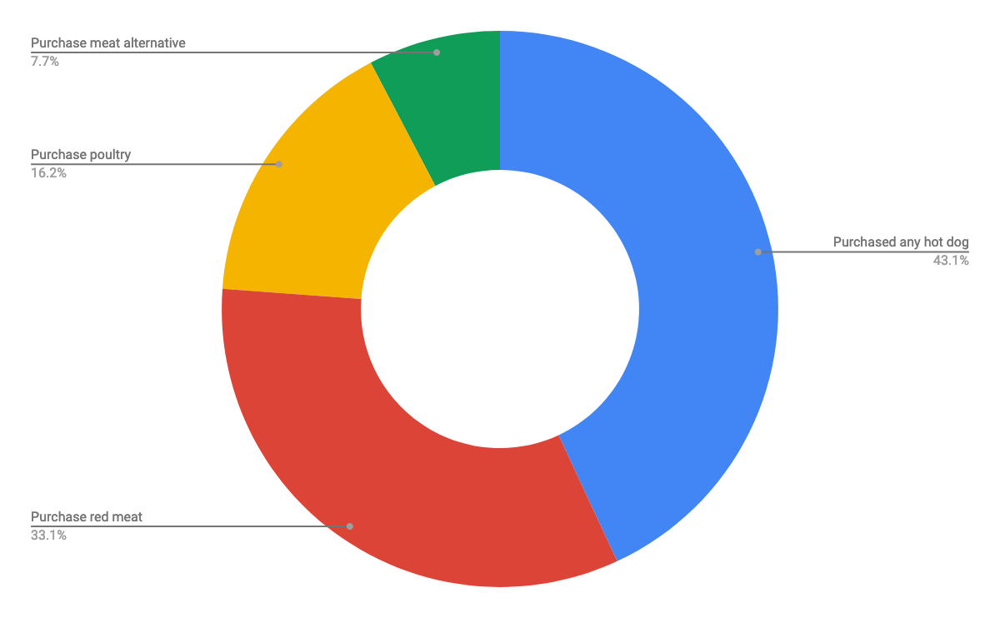 Purchase meat alternative
7.7%
Purchase poultry
16.2%
Purchased any hot dog
43.1%
Purchase red meat
33.1%